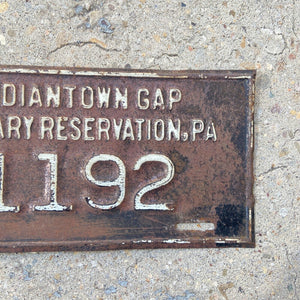 DIANTOWN GAP
ARY RESERVATION, PA
1192